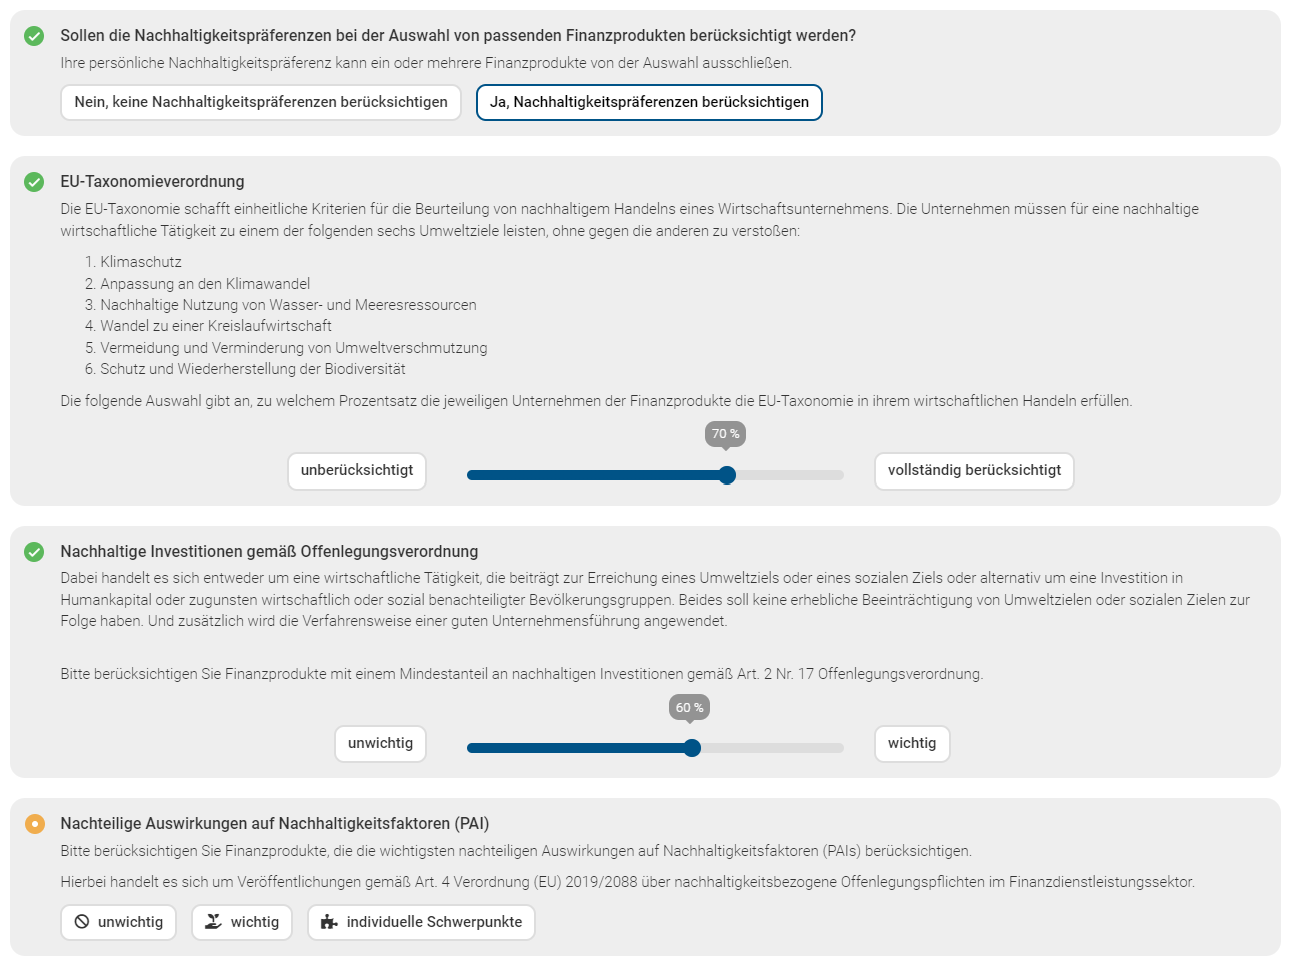 Sollen die Nachhaltigkeitspräferenzen bei der Auswahl von passenden Finanzprodukten berücksichtigt werden?
Ihre persönliche Nachhaltigkeitspräferenz kann ein oder mehrere Finanzprodukte von der Auswahl ausschließen.
Nein, keine Nachhaltigkeitspräferenzen berücksichtigen
Ja, Nachhaltigkeitspräferenzen berücksichtigen
EU-Taxonomieverordnung
Die EU-Taxonomie schafft einheitliche Kriterien für die Beurteilung von nachhaltigem Handelns eines Wirtschaftsunternehmens. Die Unternehmen müssen für eine nachhaltige
wirtschaftliche Tätigkeit zu einem der folgenden sechs Umweltziele leisten, ohne gegen die anderen zu verstoßen:
1. Klimaschutz
2. Anpassung an den Klimawandel
3. Nachhaltige Nutzung von Wasser- und Meeresressourcen
4. Wandel zu einer Kreislaufwirtschaft
5. Vermeidung und Verminderung von Umweltverschmutzung
6. Schutz und Wiederherstellung der Biodiversität
Die folgende Auswahl gibt an, zu welchem Prozentsatz die jeweiligen Unternehmen der Finanzprodukte die EU-Taxonomie in ihrem wirtschaftlichen Handeln erfüllen.
70 %
unberücksichtigt
vollständig berücksichtigt
Nachhaltige Investitionen gemäß Offenlegungsverordnung
Dabei handelt es sich entweder um eine wirtschaftliche Tätigkeit, die beiträgt zur Erreichung eines Umweltziels oder eines sozialen Ziels oder alternativ um eine Investition in
Humankapital oder zugunsten wirtschaftlich oder sozial benachteiligter Bevölkerungsgruppen. Beides soll keine erhebliche Beeinträchtigung von Umweltzielen oder sozialen Zielen zur
Folge haben. Und zusätzlich wird die Verfahrensweise einer guten Unternehmensführung angewendet.
Bitte berücksichtigen Sie Finanzprodukte mit einem Mindestanteil an nachhaltigen Investitionen gemäß Art. 2 Nr. 17 Offenlegungsverordnung.
60 %
unwichtig
wichtig
Nachteilige Auswirkungen auf Nachhaltigkeitsfaktoren (PAI)
Bitte berücksichtigen Sie Finanzprodukte, die die wichtigsten nachteiligen Auswirkungen auf Nachhaltigkeitsfaktoren (PAIs) berücksichtigen.
Hierbei handelt es sich um Veröffentlichungen gemäß Art. 4 Verordnung (EU) 2019/2088 über nachhaltigkeitsbezogene Offenlegungspflichten im Finanzdienstleistungssektor.
unwichtig
wichtig
individuelle Schwerpunkte